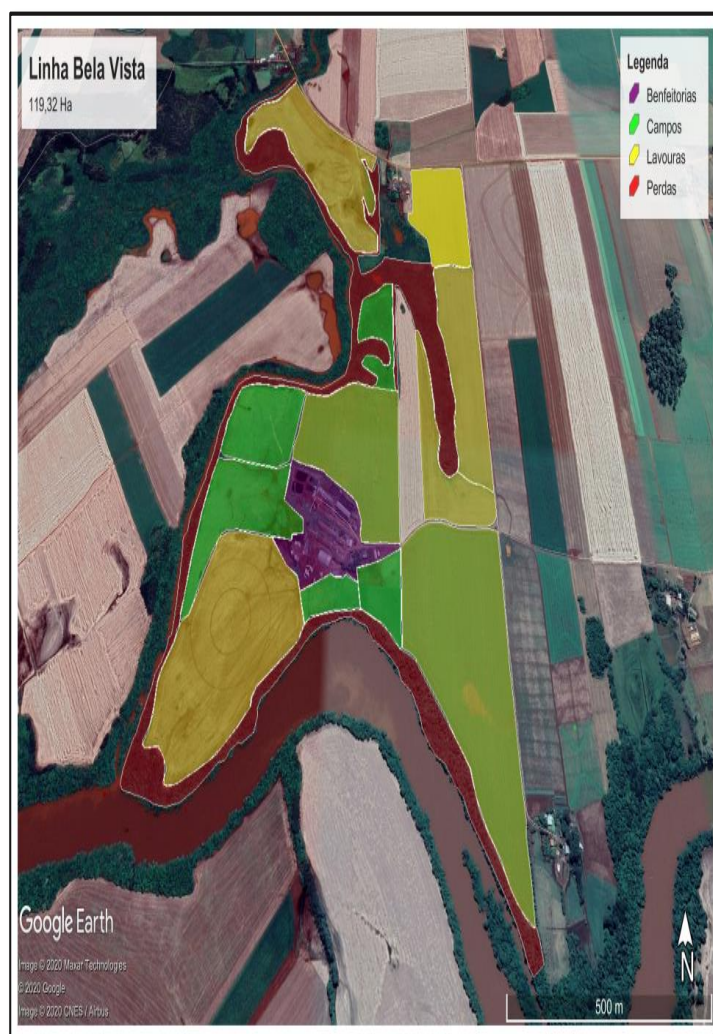 Linha Bela Vista
119,32 Ha
Legenda
Benfeitorias
Campos
Lavouras
Perdas
Google Earth
Image © 2020 Maxar Technologies
© 2020 Google
Image © 2020 CNES / Airbus
N
500 m